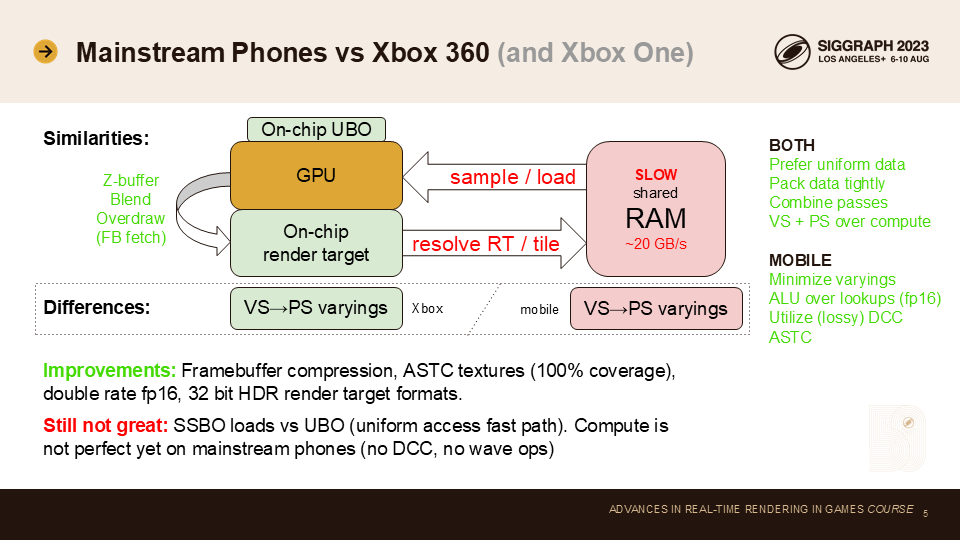 Mainstream Phones vs Xbox 360 (and Xbox One)
SIGGRAPH 2023
LOS ANGELES+ 6-10 AUG
Similarities:
On-chip UBO
GPU
Z-buffer
Blend
Overdraw
(FB fetch)
On-chip
render target
sample / load
resolve RT / tile
SLOW
shared
RAM
~20 GB/s
BOTH
Prefer uniform data
Pack data tightly
Combine passes
VS + PS over compute
MOBILE
Minimize varyings
ALU over lookups (fp16)
Utilize (lossy) DCC
ASTC
Differences:
VS→PS varyings
Xbox
mobile
VS→PS varyings
Improvements: Framebuffer compression, ASTC textures (100% coverage),
double rate fp16, 32 bit HDR render target formats.
Still not great: SSBO loads vs UBO (uniform access fast path). Compute is
not perfect yet on mainstream phones (no DCC, no wave ops)
ADVANCES IN REAL-TIME RENDERING IN GAMES COURSE
5